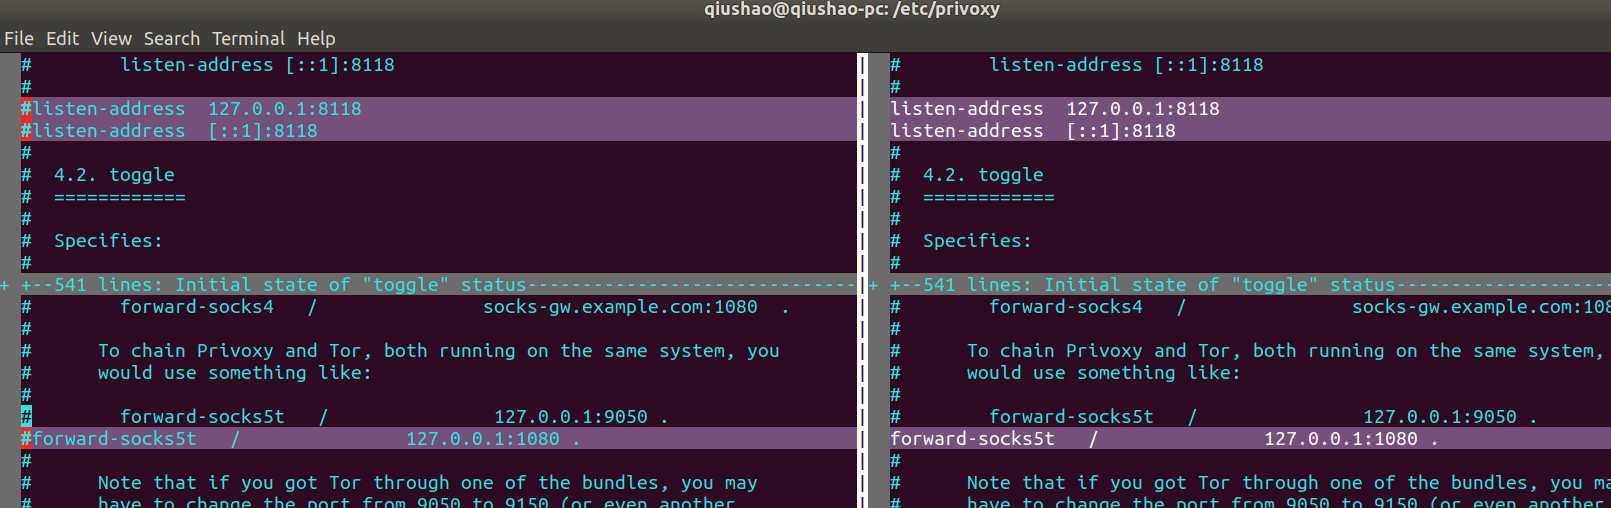 qiushao@qiushao-pc: /etc/privoxy
File Edit View Search Terminal Help
#        listen-address [::1]:8118
#
#listen-address  127.0.0.1:8118
#listen-address  [::1]:8118
#
#  4.2. toggle
#  ============
#
#  Specifies:
#
+ +--541 lines: Initial state of "toggle" status------------------------------
#        forward-socks4   /               socks-gw.example.com:1080  .
#
#      To chain Privoxy and Tor, both running on the same system, you
#      would use something like:
#
#        forward-socks5t   /               127.0.0.1:9050 .
#forward-socks5t   /               127.0.0.1:1080 .
#
#      Note that if you got Tor through one of the bundles, you may
#      have to change the port from 9050 to 9150 (or even another
#        listen-address [::1]:8118
#
listen-address  127.0.0.1:8118
listen-address  [::1]:8118
#
#  4.2. toggle
#  ============
#
#  Specifies:
#
+ +--541 lines: Initial state of "toggle" status--------------------
#        forward-socks4   /               socks-gw.example.com:108
#
#      To chain Privoxy and Tor, both running on the same system,
#      would use something like:
#
#        forward-socks5t   /               127.0.0.1:9050 .
forward-socks5t   /               127.0.0.1:1080 .
#
#      Note that if you got Tor through one of the bundles, you ma
#      have to change the port from 9050 to 9150 (or even another